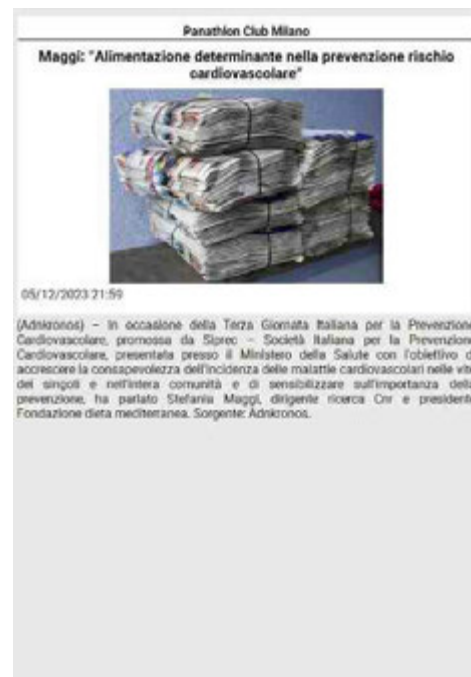 Panathlon Club Milano
Maggi: "Alimentazione determinante nella prevenzione rischio
cardiovascolare"
05/12/2023 21:59
(Adnkronos) – In occasione della Terza Giornata Italiana per la Prevenzione
Cardiovascolare, promossa da Siprec – Società Italiana per la Prevenzione
Cardiovascolare, presentata presso il Ministero della Salute con l'obiettivo d
accrescere la consapevolezza dell'incidenza delle malattie cardiovascolari nelle vite
dei singoli e nell'intera comunità e di sensibilizzare sull'importanza della
prevenzione, ha parlato Stefania Maggi, dirigente ricerca Cnr e presidente
Fondazione dieta mediterranea. Sorgente: Adnkronos.